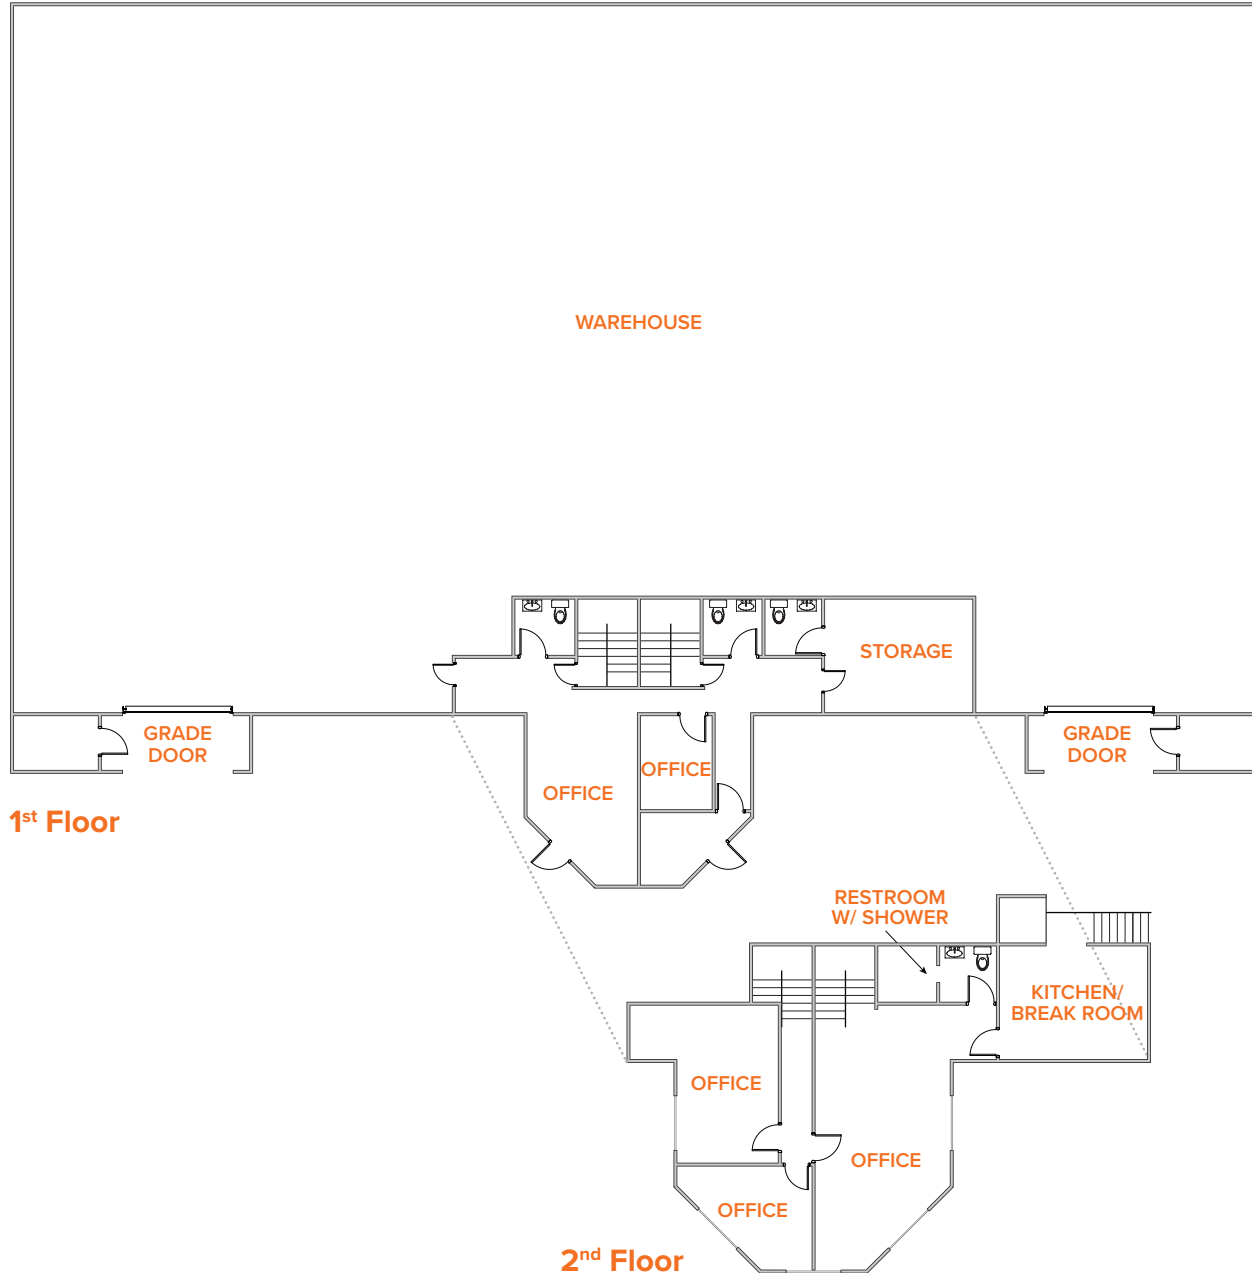 WAREHOUSE
STORAGE
GRADE
DOOR
GRADE
DOOR
OFFICE
OFFICE
1st Floor
RESTROOM
W/ SHOWER
KITCHEN/
BREAK ROOM
OFFICE
OFFICE
OFFICE
2nd Floor